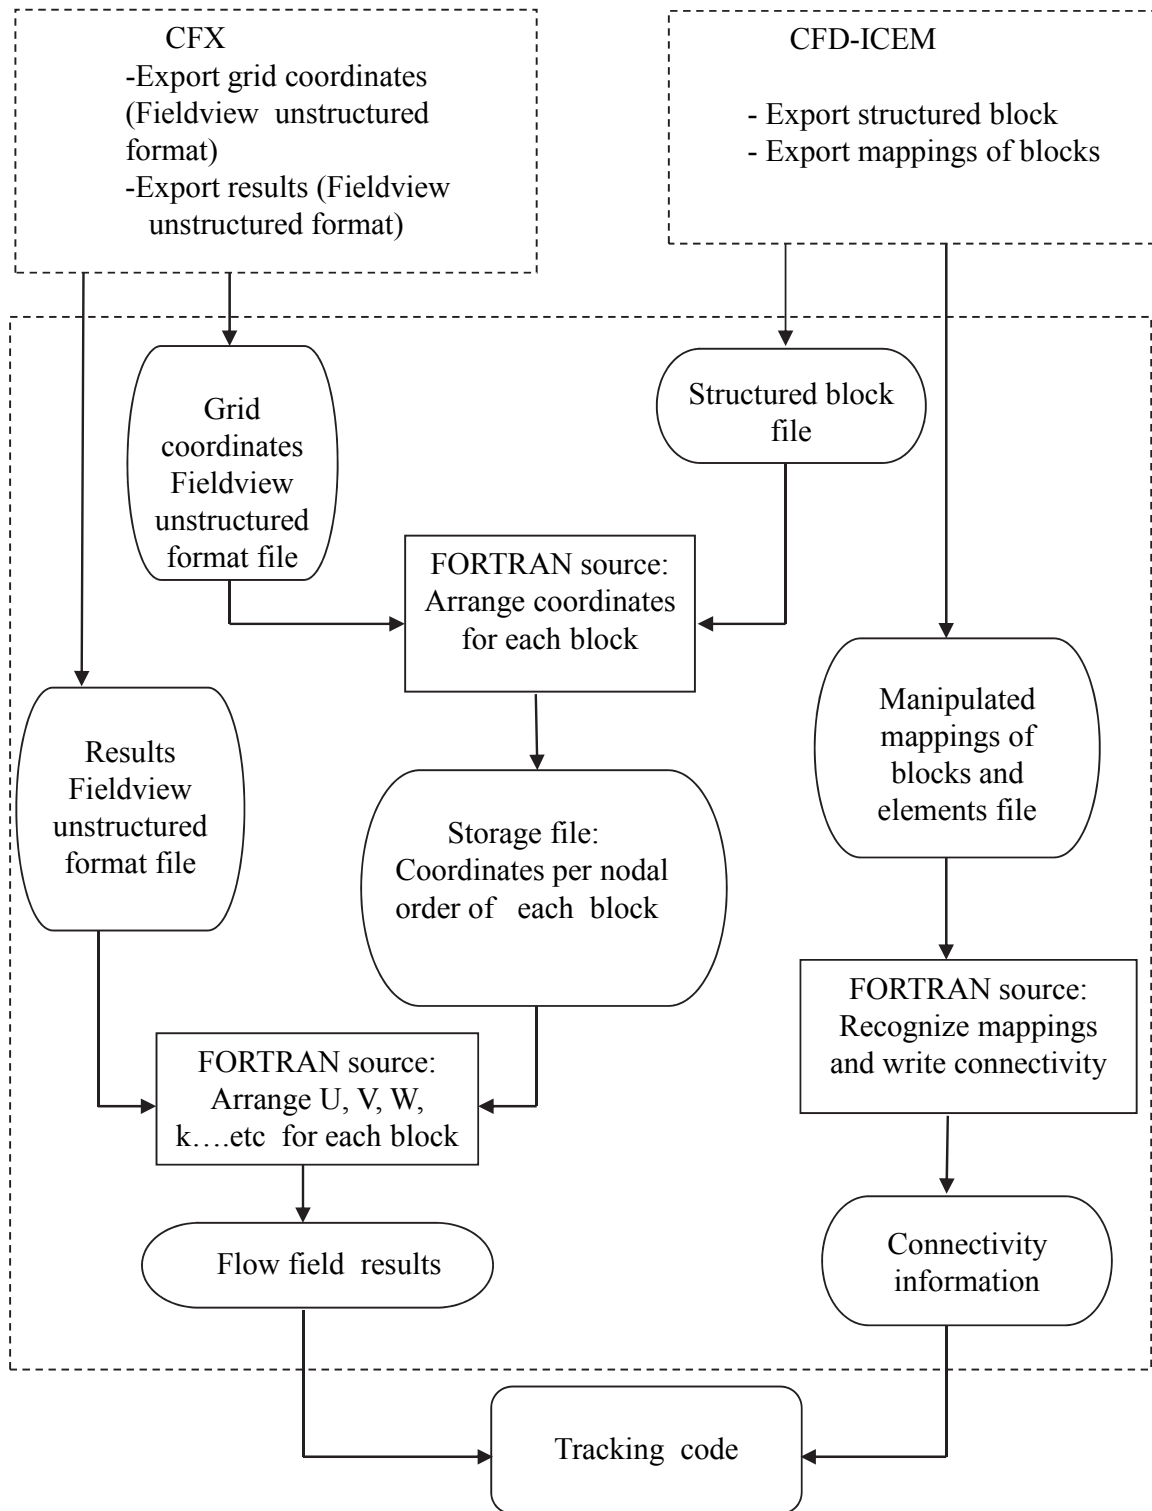 CFX
-Export grid coordinates
(Fieldview unstructured
format)
-Export results (Fieldview
unstructured format)
CFD-ICEM
- Export structured block
- Export mappings of blocks
Grid
coordinates
Fieldview
unstructured
format file
Structured block
file
FORTRAN source:
Arrange coordinates
for each block
Results
Fieldview
unstructured
format file
Storage file:
Coordinates per nodal
order of each block
Manipulated
mappings of
blocks and
elements file
FORTRAN source:
Arrange U, V, W,
k….etc for each block
FORTRAN source:
Recognize mappings
and write connectivity
Flow field results
Connectivity
information
Tracking code